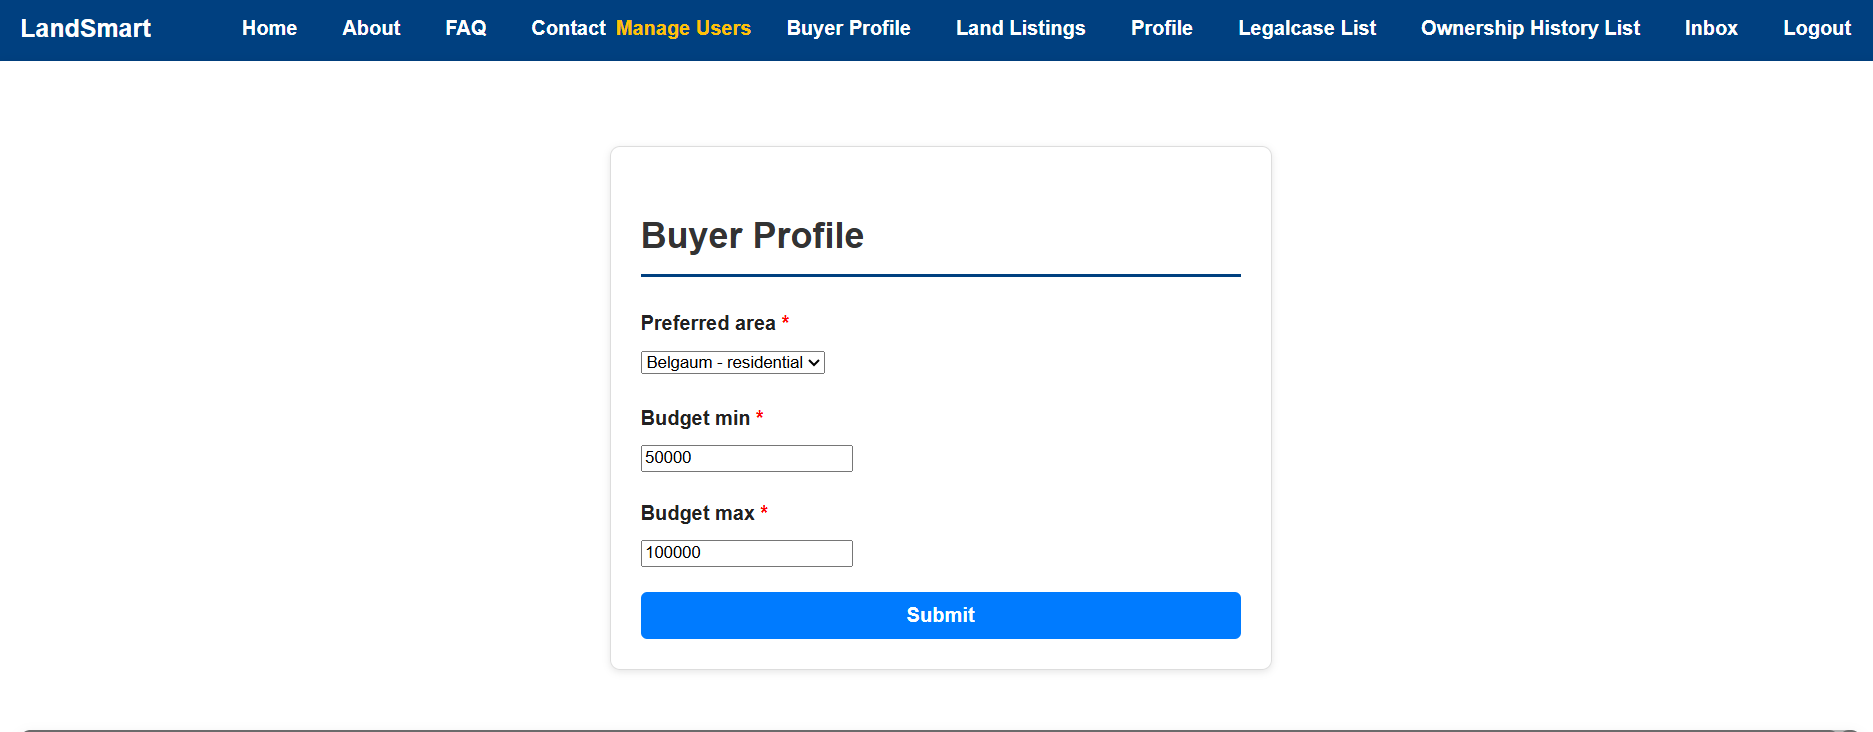 LandSmart Home About FAQ Contact Manage Users Buyer Profile Land Listings Profile Legalcase List Ownership History List Inbox Logout
Buyer Profile
Preferred area *
Belgaum - residential
Budget min *
50000
Budget max *
100000
Submit